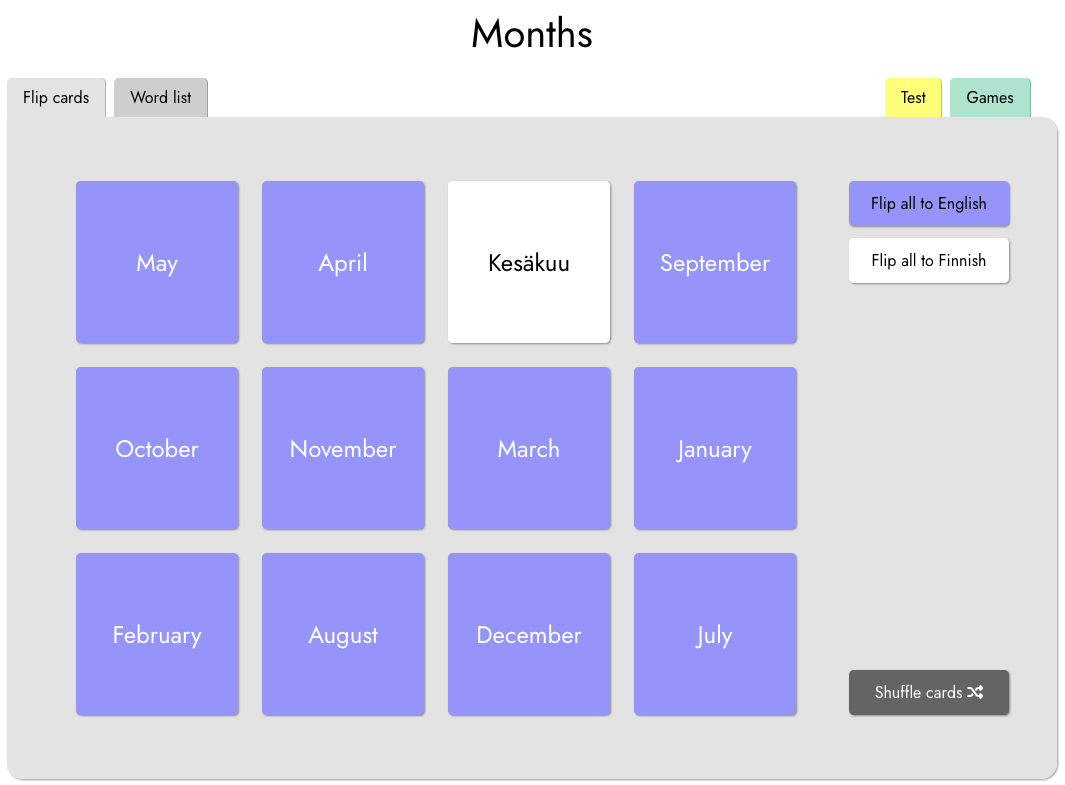 Months
Flip cards
Word list
Test
Games
May
April
Kesäkuu
September
Flip all to English
Flip all to Finnish
October
November
March
January
February
August
December
July
Shuffle cards